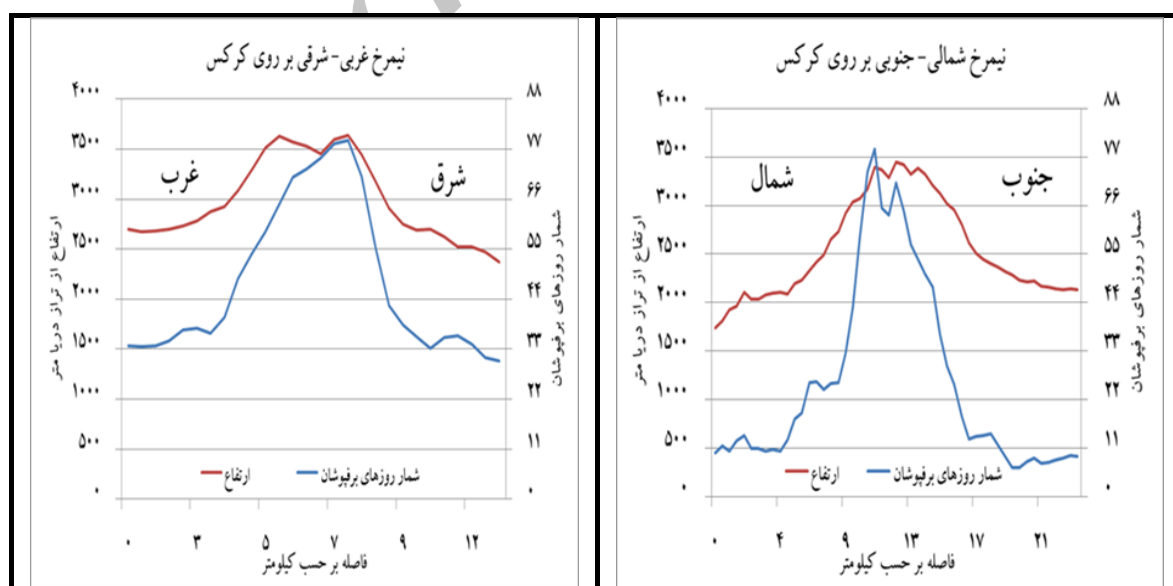 نیمرخ غربی- شرقی بر روی کرکس
۴۰۰۰
۳۵۰۰
۳۰۰۰
۲۵۰۰
۲۰۰۰
۱۵۰۰
۱۰۰۰
۵۰۰
۰
ارتفاع از تراز دریا متر
۸۸
۷۷
۶۶
۵۵
۴۴
۳۳
۲۲
۱۱
۰
شمار روزهای برفپوشان
غرب
شرق
ارتفاع
شمار روزهای برفپوشان
۰ ۳ ۵ ۷ ۹ ۱۲
فاصله بر حسب کیلومتر
نیمرخ شمالی- جنوبی بر روی کرکس
۴۰۰۰
۳۵۰۰
۳۰۰۰
۲۵۰۰
۲۰۰۰
۱۵۰۰
۱۰۰۰
۵۰۰
۰
ارتفاع از تراز دریا متر
۸۸
۷۷
۶۶
۵۵
۴۴
۳۳
۲۲
۱۱
۰
شمار روزهای برفپوشان
شمال
جنوب
ارتفاع
شمار روزهای برفپوشان
۰ ۴ ۹ ۱۳ ۱۷ ۲۱
فاصله بر حسب کیلومتر